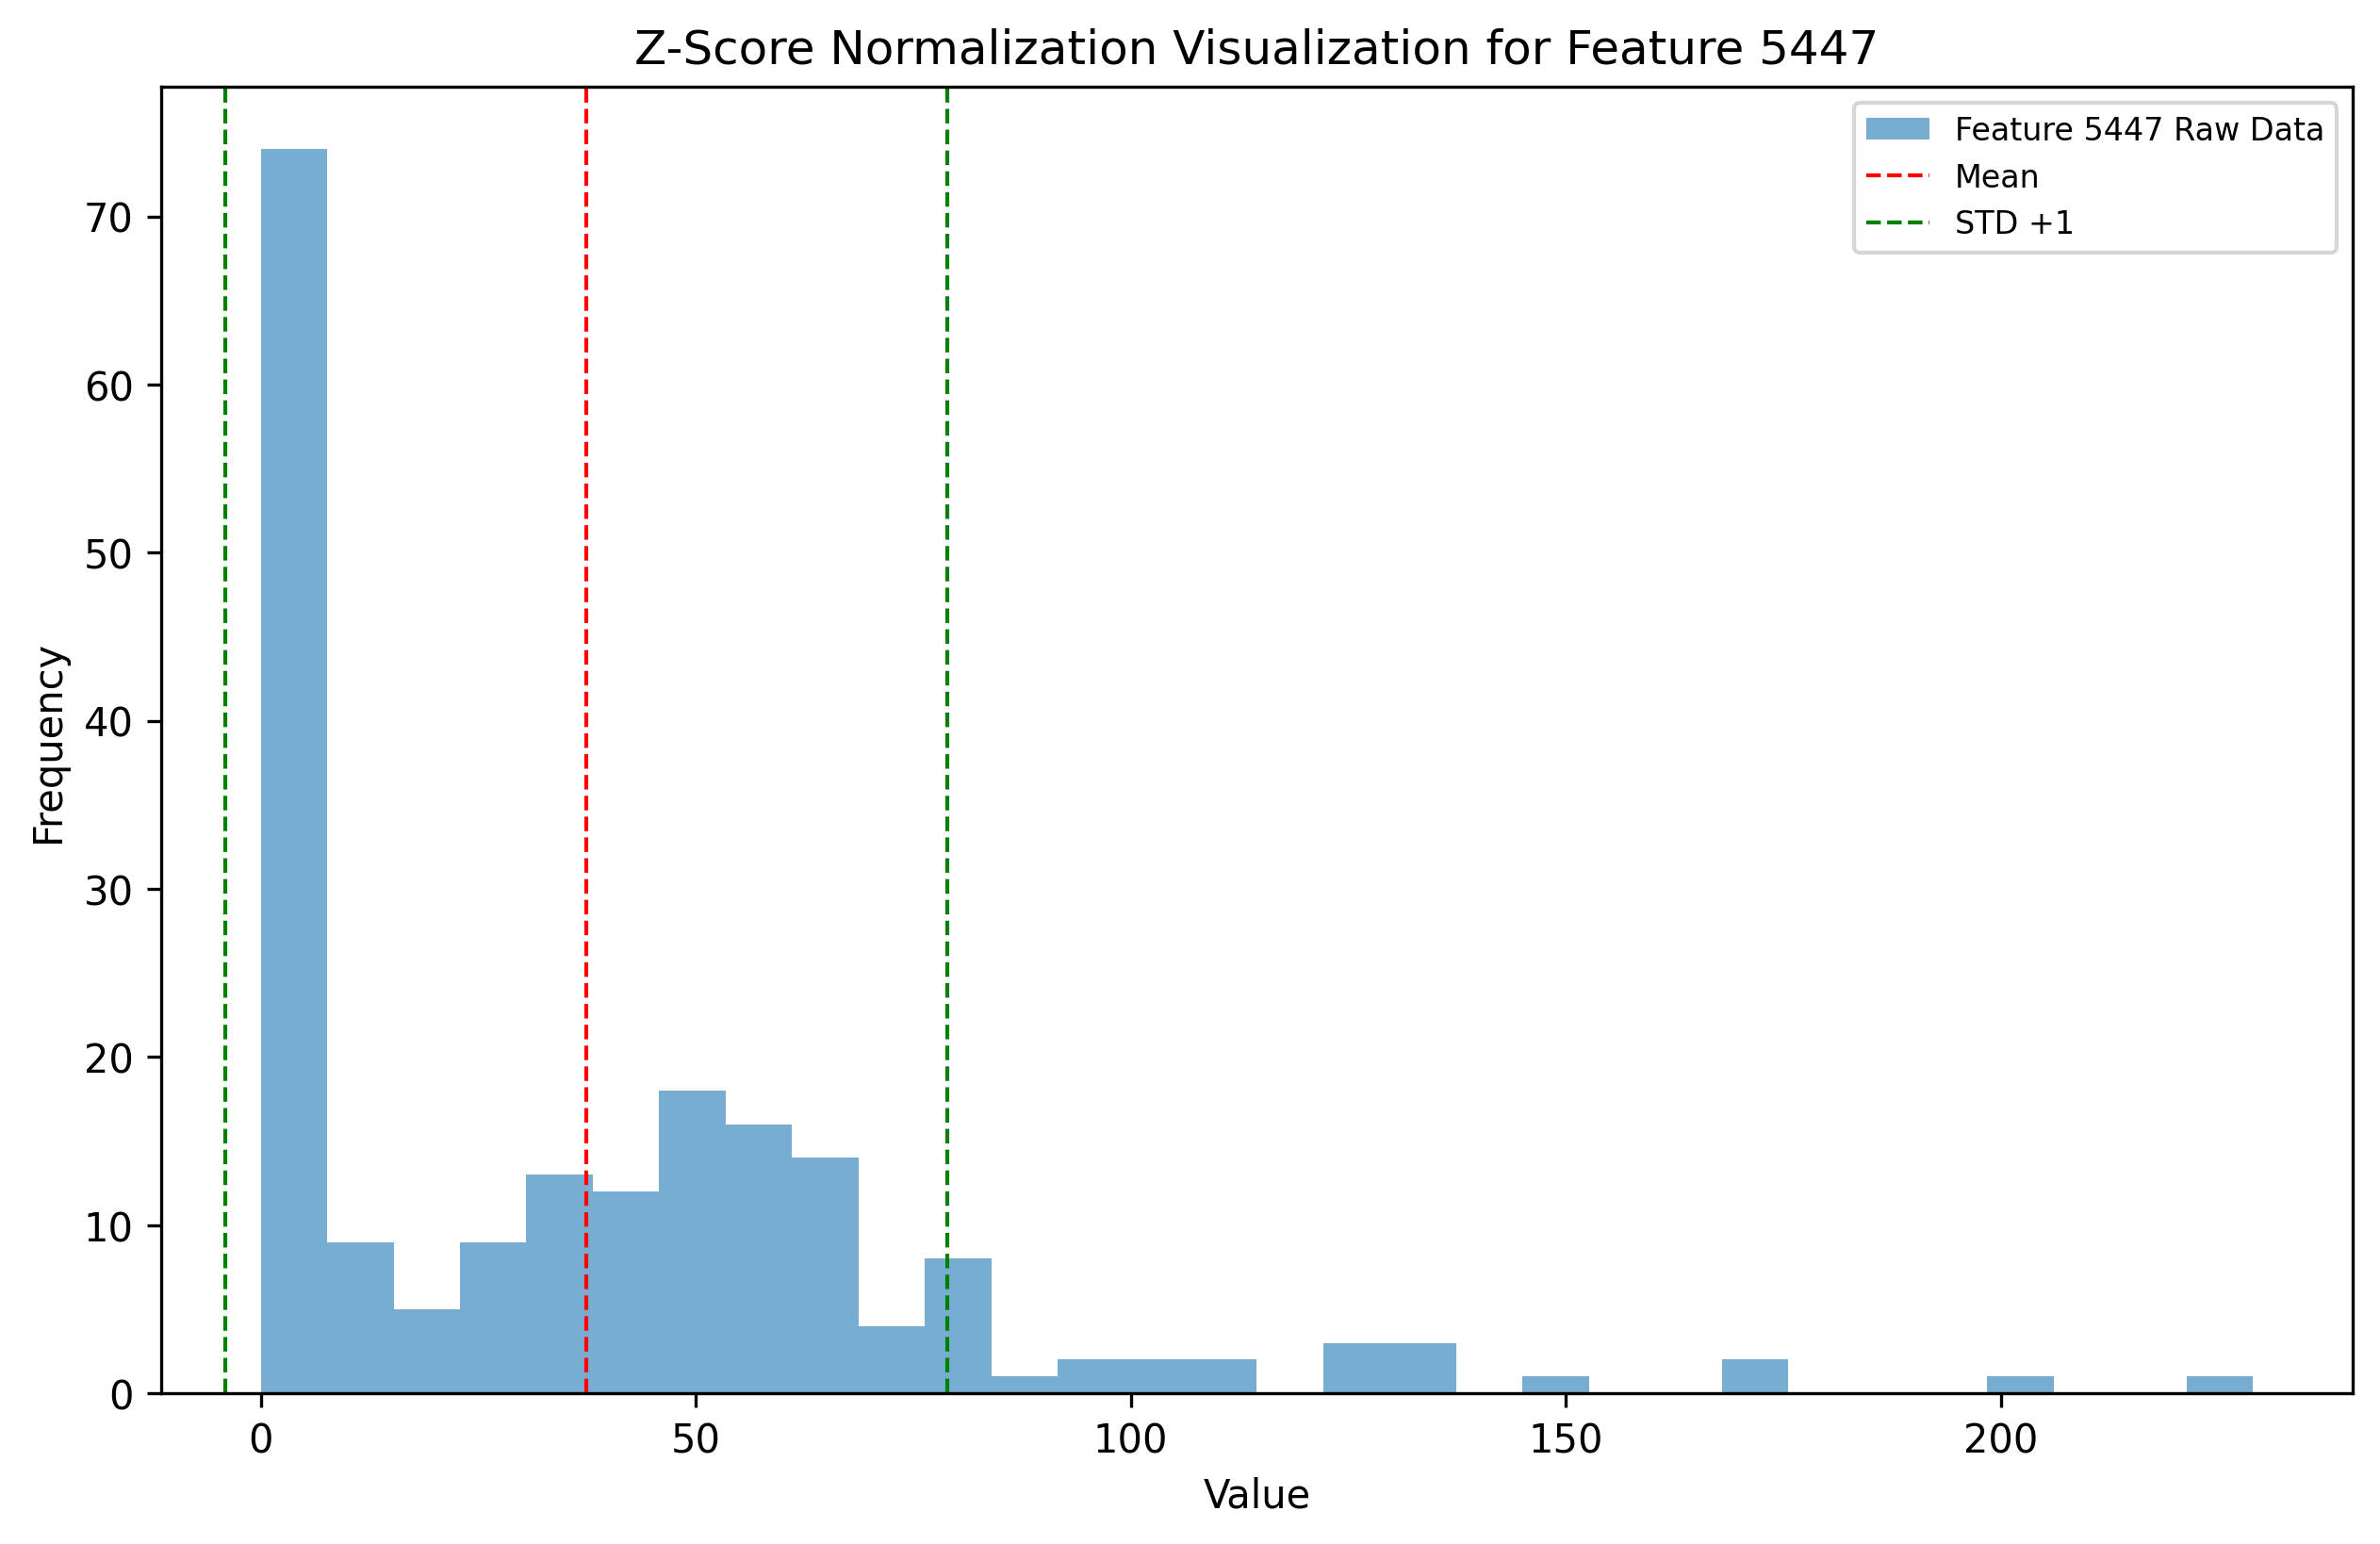 Z-Score Normalization Visualization for Feature 5447
Feature 5447 Raw Data
Mean
STD +1
Frequency
70
60
50
40
30
20
10
0
0 50 100 150 200
Value